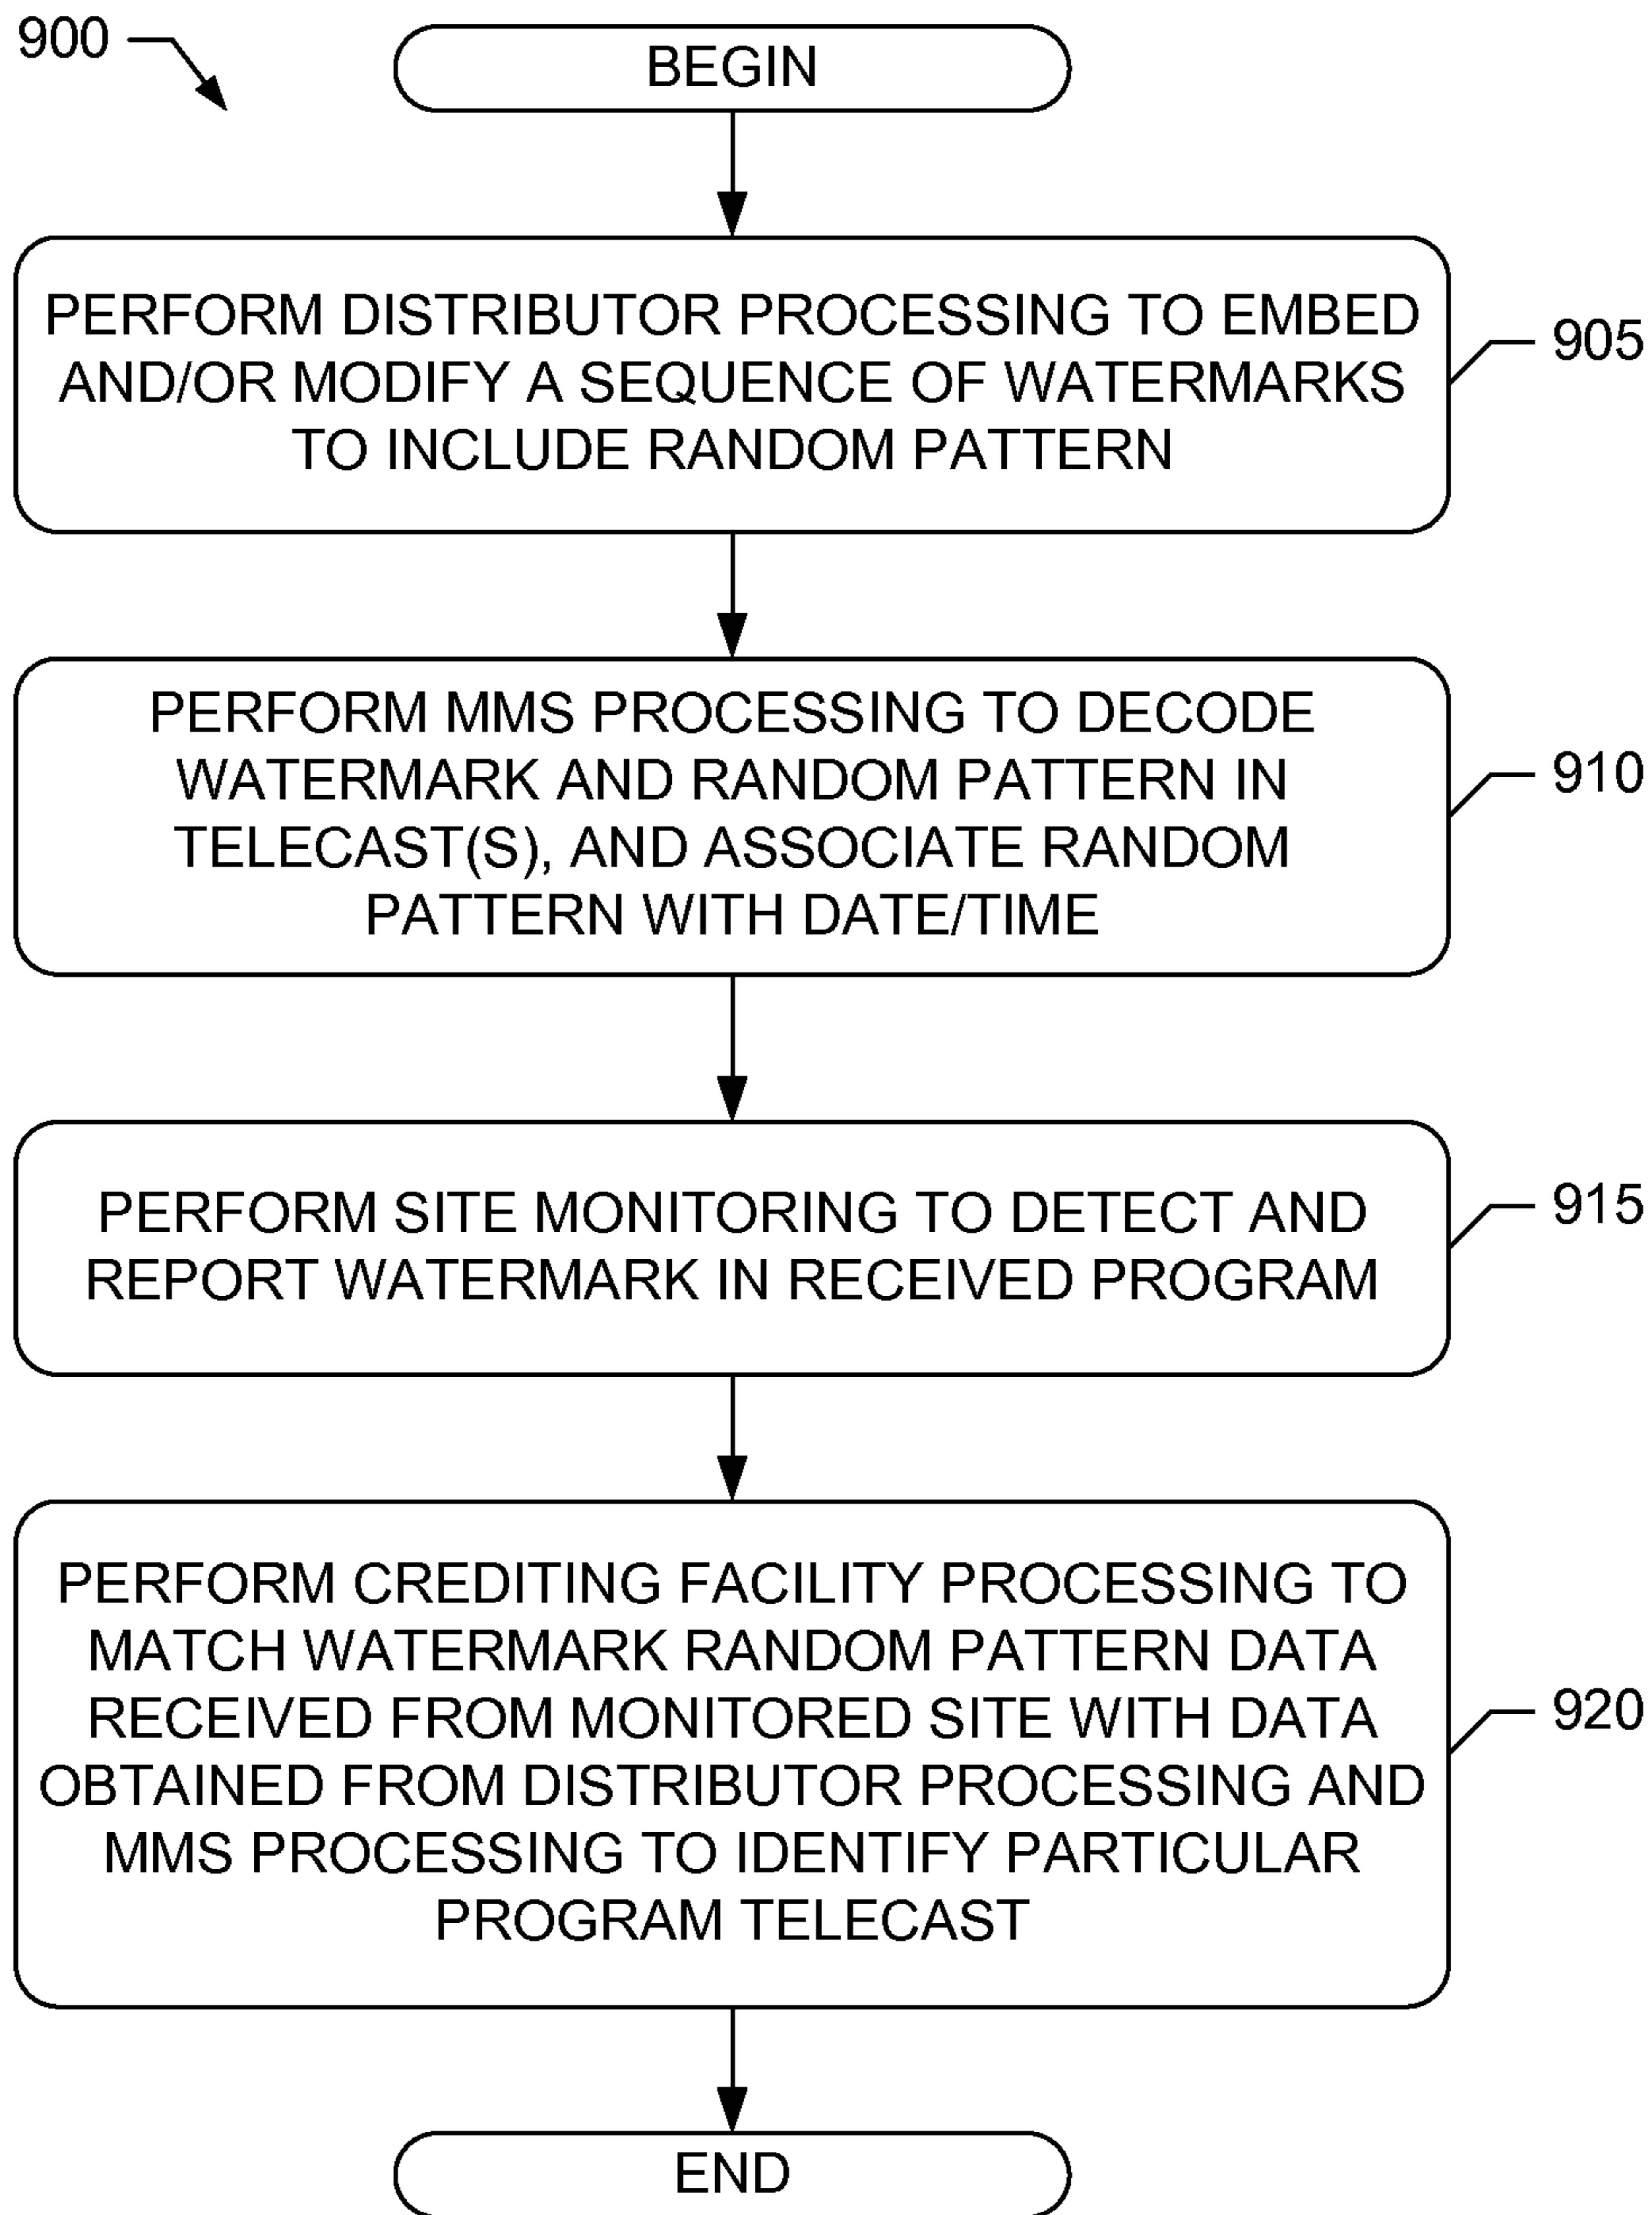 900
BEGIN
PERFORM DISTRIBUTOR PROCESSING TO EMBED
AND/OR MODIFY A SEQUENCE OF WATERMARKS
TO INCLUDE RANDOM PATTERN
905
PERFORM MMS PROCESSING TO DECODE
WATERMARK AND RANDOM PATTERN IN
TELECAST(S), AND ASSOCIATE RANDOM
PATTERN WITH DATE/TIME
910
PERFORM SITE MONITORING TO DETECT AND
REPORT WATERMARK IN RECEIVED PROGRAM
915
PERFORM CREDITING FACILITY PROCESSING TO
MATCH WATERMARK RANDOM PATTERN DATA
RECEIVED FROM MONITORED SITE WITH DATA
OBTAINED FROM DISTRIBUTOR PROCESSING AND
MMS PROCESSING TO IDENTIFY PARTICULAR
PROGRAM TELECAST
920
END